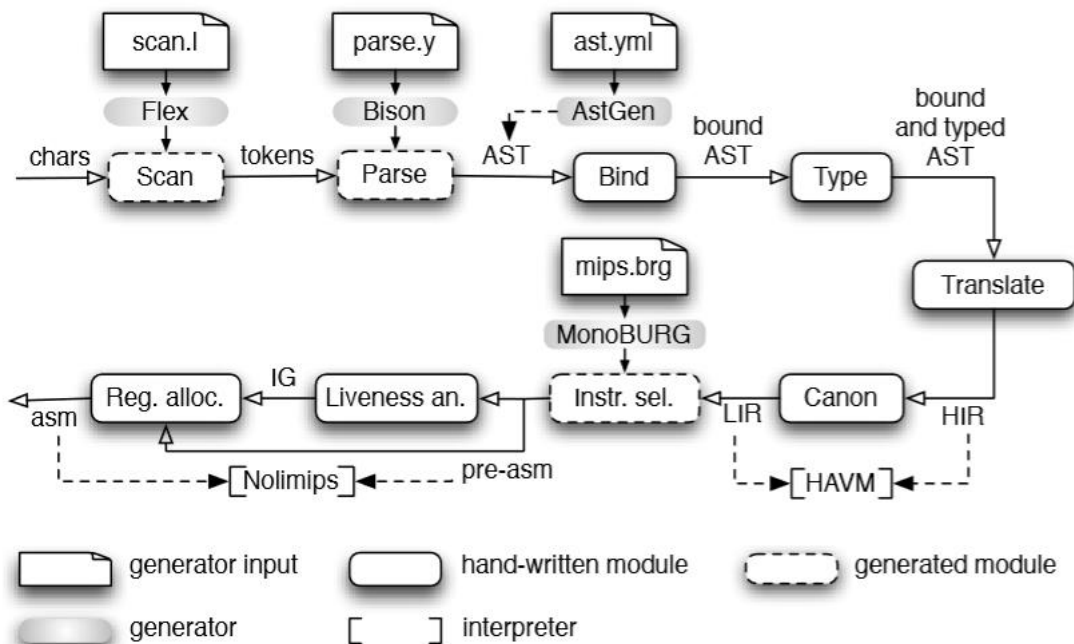 scan.l
parse.y
ast.yml
Flex
Bison
AstGen
chars
Scan
tokens
Parse
AST
Bind
bound
AST
Type
bound
and typed
AST
mips.brg
Translate
MonoBURG
asm
Reg. alloc.
IG
Liveness an.
Instr. sel.
LIR
Canon
HIR
[Nolimips]
pre-asm
[HAVM]
generator input
hand-written module
generated module
generator
[ ] interpreter